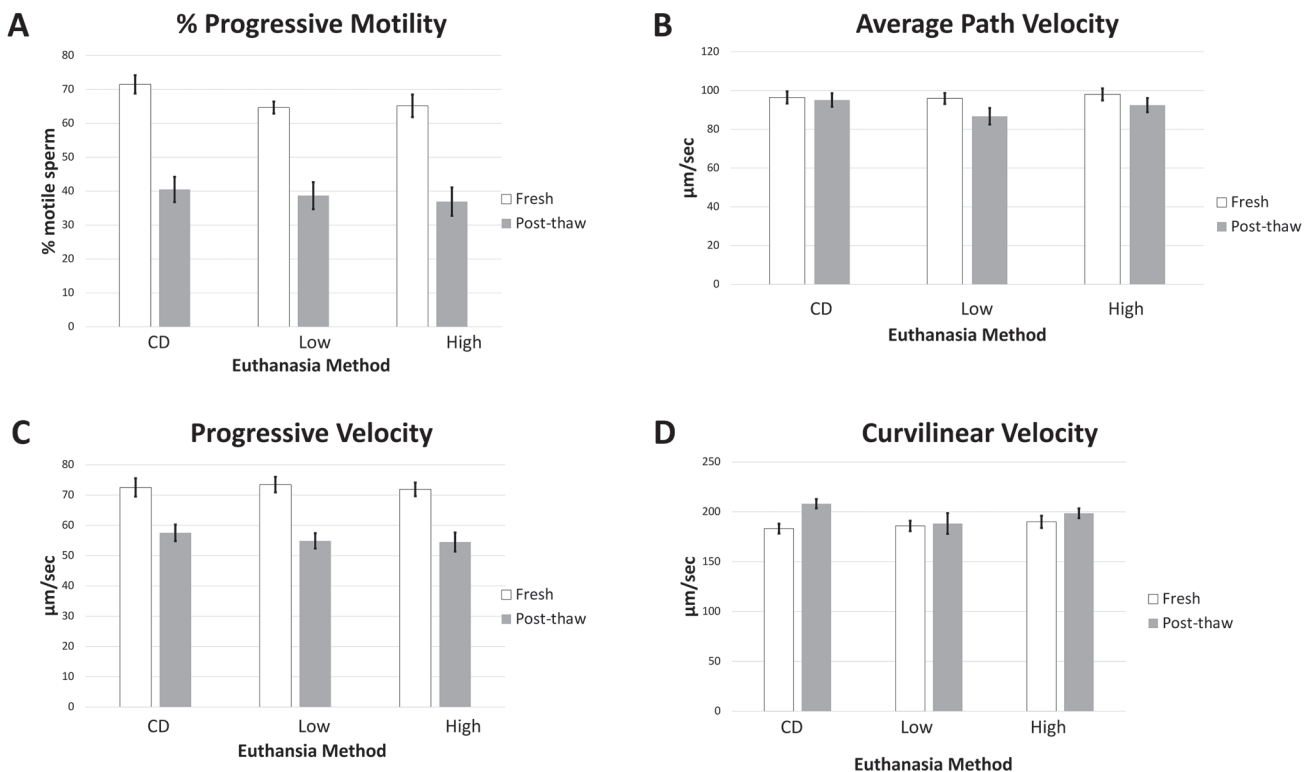 A
% Progressive Motility
80
70
60
50
40
30
20
10
0
% motile sperm
CD
Low
High
Euthanasia Method
Fresh
Post-thaw
B
Average Path Velocity
120
100
80
60
40
20
0
µm/sec
CD
Low
High
Euthanasia Method
Fresh
Post-thaw
C
Progressive Velocity
80
70
60
50
40
30
20
10
0
µm/sec
CD
Low
High
Euthansia Method
Fresh
Post-thaw
D
Curvilinear Velocity
250
200
150
100
50
0
µm/sec
CD
Low
High
Euthanasia Method
Fresh
Post-thaw